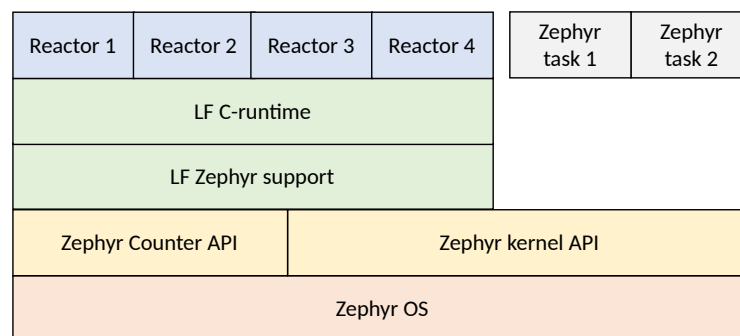 Reactor 1
Reactor 2
Reactor 3
Reactor 4
Zephyr
task 1
Zephyr
task 2
LF C-runtime
LF Zephyr support
Zephyr Counter API
Zephyr kernel API
Zephyr OS